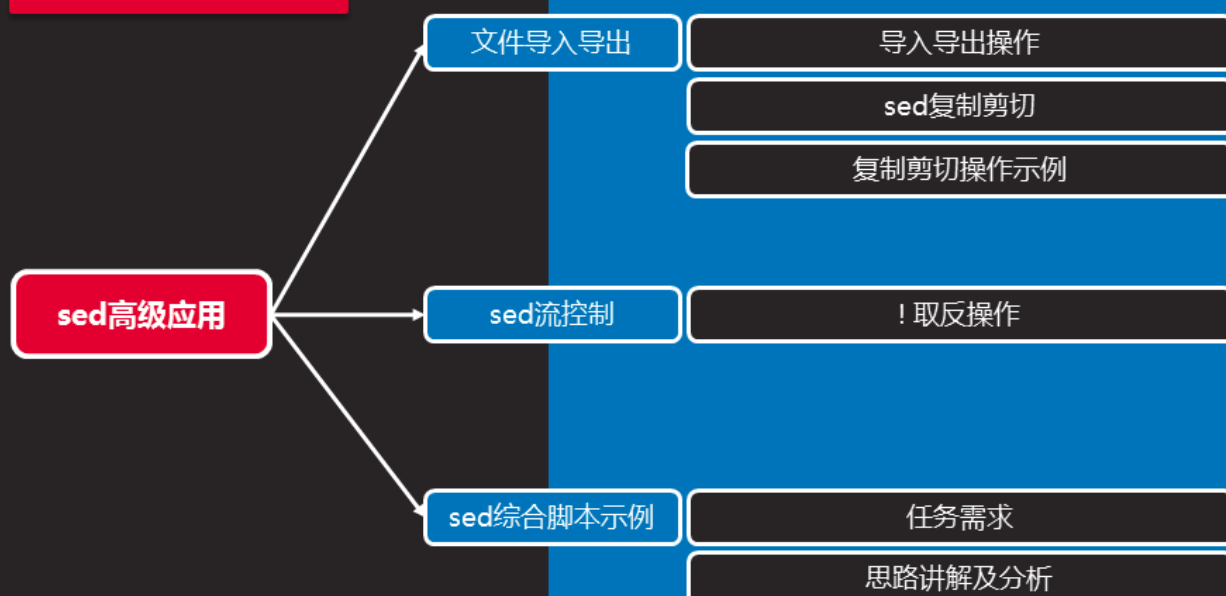 sed高级应用
文件导入导出
导入导出操作
sed复制剪切
复制剪切操作示例
sed流控制
! 取反操作
sed综合脚本示例
任务需求
思路讲解及分析